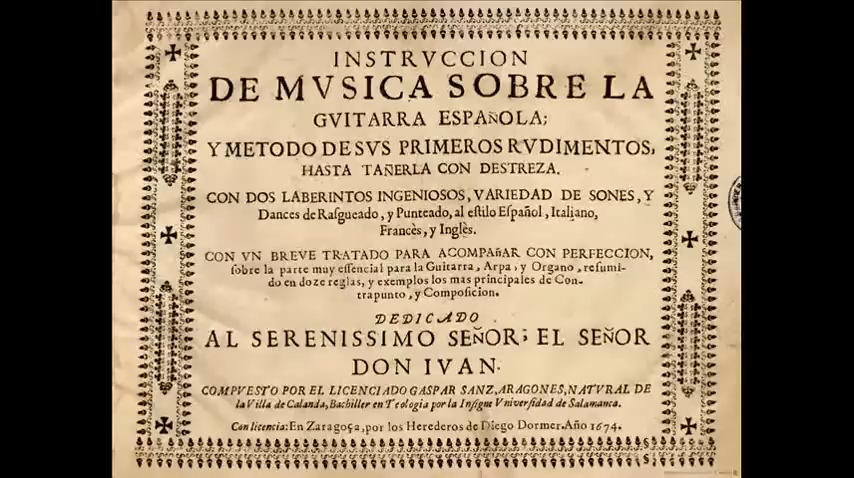 INSTRVCCION
DE MVSICA SOBRE LA
GVITARRA ESPAÑOLA;
Y METODO DE SVS PRIMEROS RVDIMENTOS,
HASTA TAÑERLA CON DESTREZA.
CON DOS LABERINTOS INGENIOSOS, VARIEDAD DE SONES, Y
Dances de Raſgueado, y Punteado, al eſtilo Eſpañol, Italiano,
Francès, y Inglès.
CON VN BREVE TRATADO PARA ACOMPAÑAR CON PERFECCION,
ſobre la parte muy eſſencial para la Guitarra, Arpa, y Organo, reſumi-
do en doze reglas, y exemplos los mas principales de Con-
trapunto, y Compoſicion.
DEDICADO
AL SERENISSIMO SEÑOR; EL SEÑOR
DON IVAN.
COMPVESTO POR EL LICENCIADO GASPAR SANZ, ARAGONES, NATVRAL DE
la Villa de Calanda, Bachiller en Teologia por la Inſigne Vniverſidad de Salamanca.
Con licencia: En Zaragoça, por los Herederos de Diego Dormer. Año 1674.